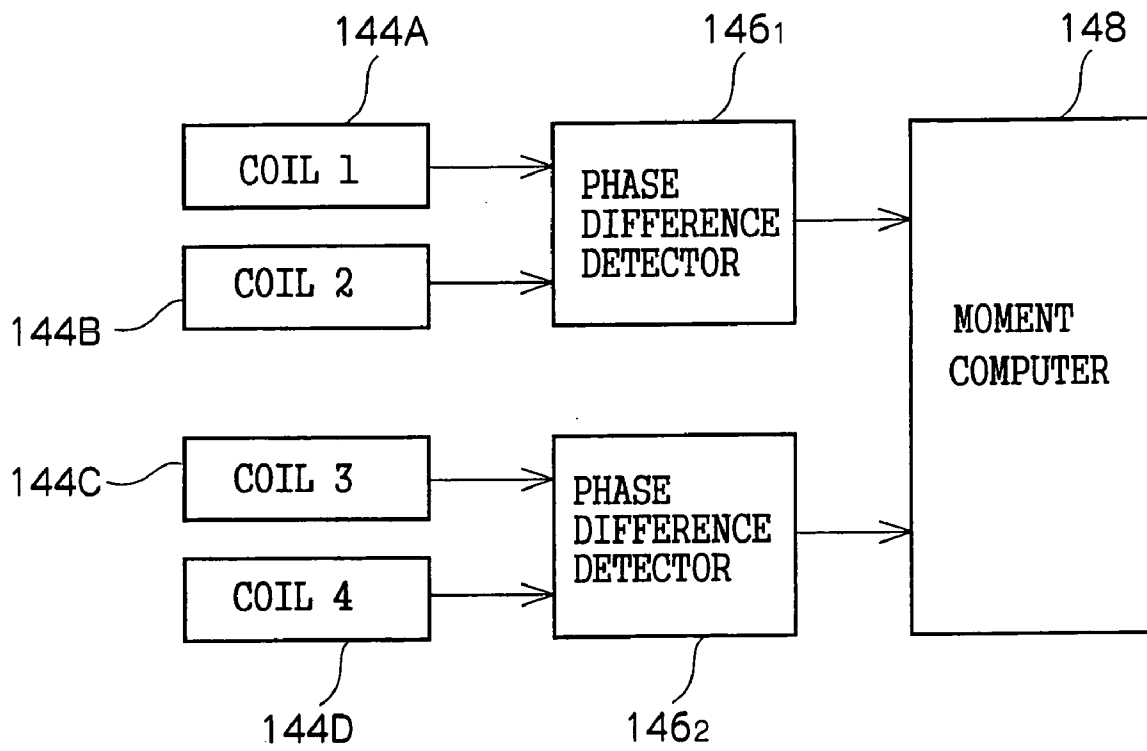 144A
146₁
148
COIL 1
PHASE
DIFFERENCE
DETECTOR
COIL 2
144B
MOMENT
COMPUTER
144C
COIL 3
PHASE
DIFFERENCE
DETECTOR
COIL 4
144D
146₂